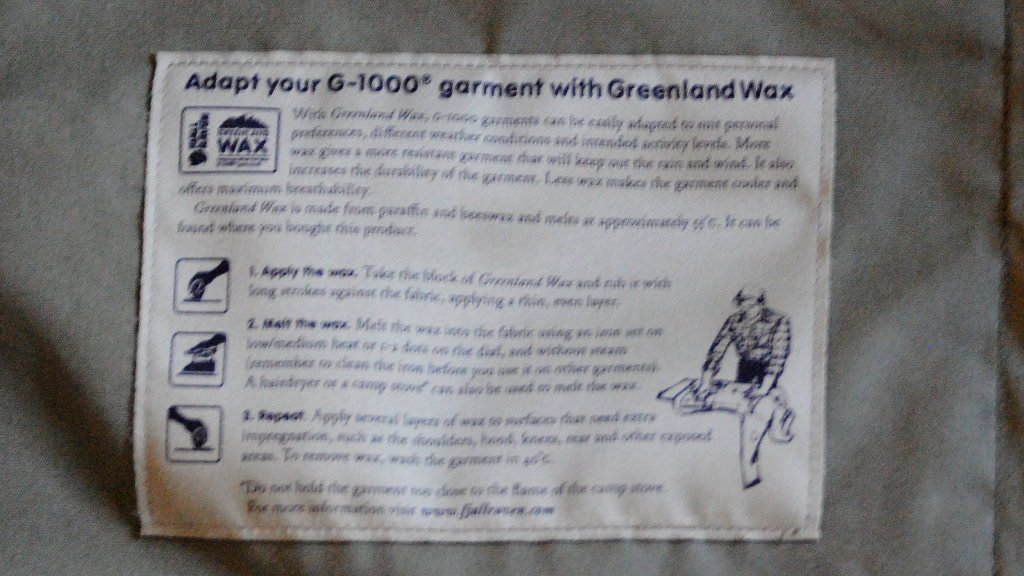 Adapt your G-1000® garment with Greenland Wax
FJÄLL RÄVEN
GREENLAND
WAX
With Greenland Wax, G-1000 garments can be easily adapted to suit personal
preferences, different weather conditions and intended activity levels. More
wax gives a more resistant garment that will keep out the rain and wind. It also
increases the durability of the garment. Less wax makes the garment cooler and
offers maximum breathability.
Greenland Wax is made from paraffin and beeswax and melts at approximately 55°C. It can be
found where you bought this product.
1. Apply the wax. Take the block of Greenland Wax and rub it with
long strokes against the fabric, applying a thin, even layer.
2. Melt the wax. Melt the wax into the fabric using an iron set on
low/medium heat or 1-2 dots on the dial, and without steam
(remember to clean the iron before you use it on other garments).
A hairdryer or a camp stove* can also be used to melt the wax.
3. Repeat. Apply several layers of wax to surfaces that need extra
impregnation, such as the shoulders, hood, knees, rear and other exposed
areas. To remove wax, wash the garment in 40°C.
*Do not hold the garment too close to the flame of the camp stove.
For more information visit www.fjallraven.com